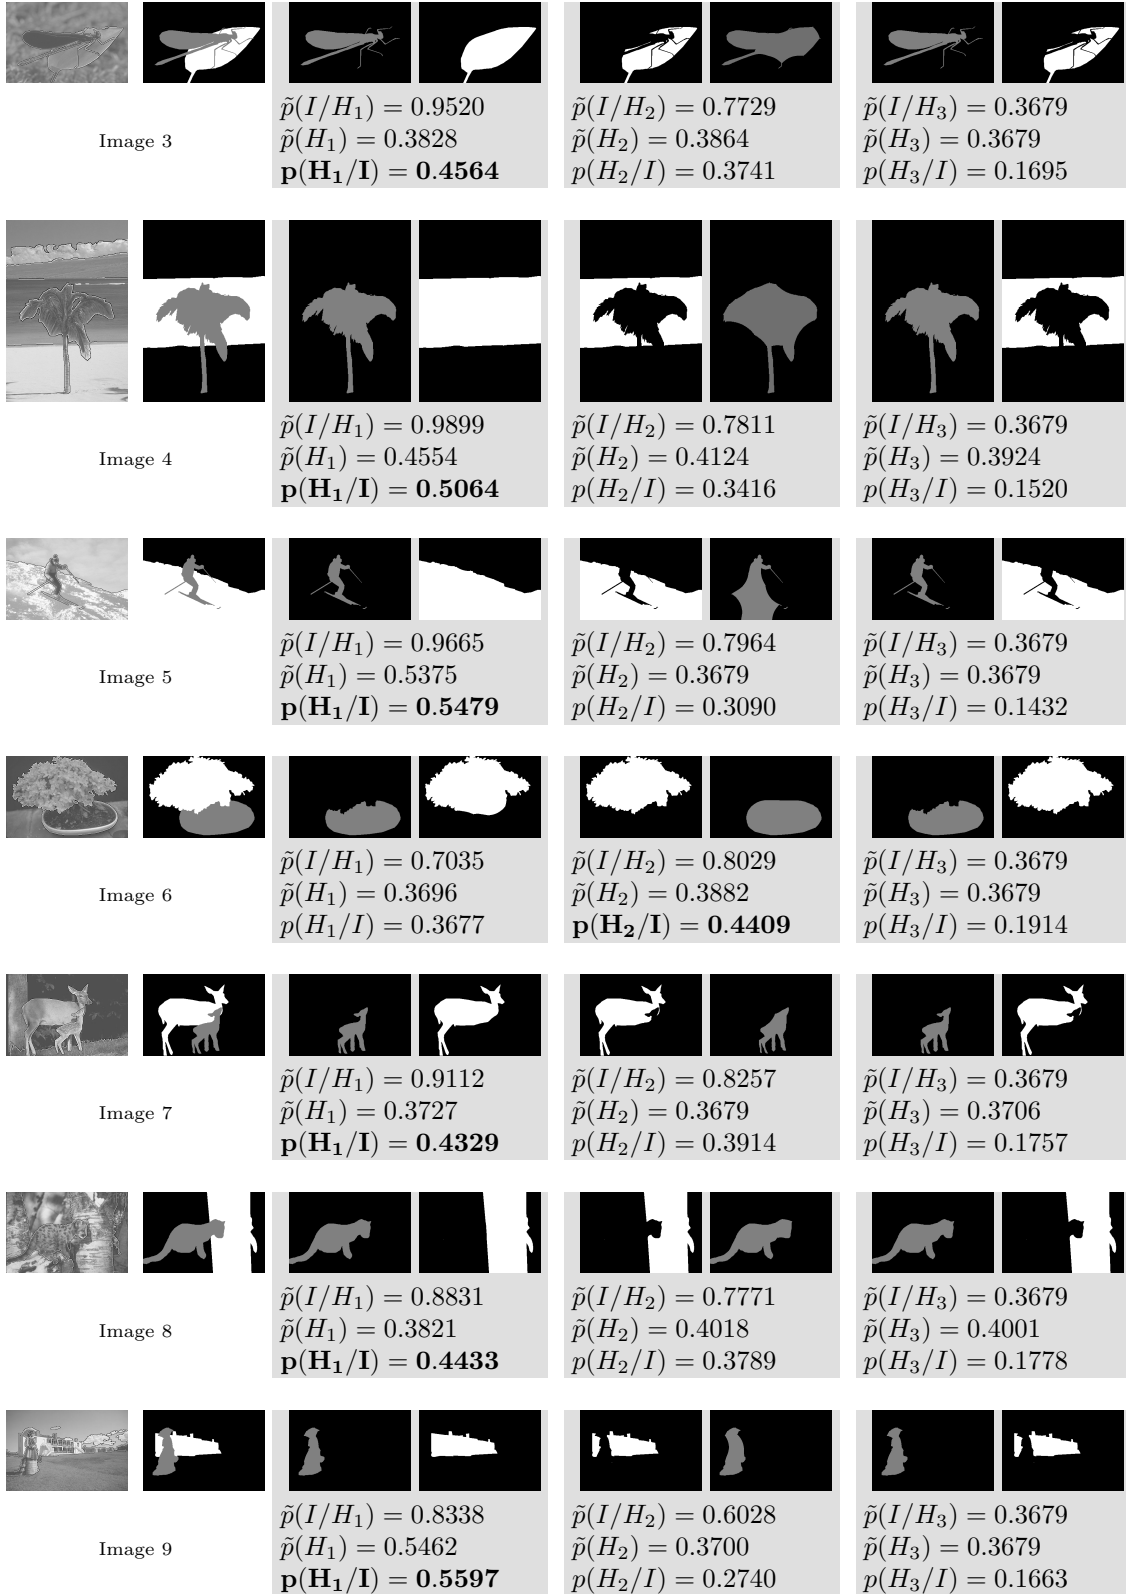 p̃(I/H₁) = 0.9520
p̃(I/H₂) = 0.7729
p̃(I/H₃) = 0.3679
Image 3
p̃(H₁) = 0.3828
p̃(H₂) = 0.3864
p̃(H₃) = 0.3679
p(H₁/I) = 0.4564
p(H₂/I) = 0.3741
p(H₃/I) = 0.1695
p̃(I/H₁) = 0.9899
p̃(I/H₂) = 0.7811
p̃(I/H₃) = 0.3679
Image 4
p̃(H₁) = 0.4554
p̃(H₂) = 0.4124
p̃(H₃) = 0.3924
p(H₁/I) = 0.5064
p(H₂/I) = 0.3416
p(H₃/I) = 0.1520
p̃(I/H₁) = 0.9665
p̃(I/H₂) = 0.7964
p̃(I/H₃) = 0.3679
Image 5
p̃(H₁) = 0.5375
p̃(H₂) = 0.3679
p̃(H₃) = 0.3679
p(H₁/I) = 0.5479
p(H₂/I) = 0.3090
p(H₃/I) = 0.1432
p̃(I/H₁) = 0.7035
p̃(I/H₂) = 0.8029
p̃(I/H₃) = 0.3679
Image 6
p̃(H₁) = 0.3696
p̃(H₂) = 0.3882
p̃(H₃) = 0.3679
p(H₁/I) = 0.3677
p(H₂/I) = 0.4409
p(H₃/I) = 0.1914
p̃(I/H₁) = 0.9112
p̃(I/H₂) = 0.8257
p̃(I/H₃) = 0.3679
Image 7
p̃(H₁) = 0.3727
p̃(H₂) = 0.3679
p̃(H₃) = 0.3706
p(H₁/I) = 0.4329
p(H₂/I) = 0.3914
p(H₃/I) = 0.1757
p̃(I/H₁) = 0.8831
p̃(I/H₂) = 0.7771
p̃(I/H₃) = 0.3679
Image 8
p̃(H₁) = 0.3821
p̃(H₂) = 0.4018
p̃(H₃) = 0.4001
p(H₁/I) = 0.4433
p(H₂/I) = 0.3789
p(H₃/I) = 0.1778
p̃(I/H₁) = 0.8338
p̃(I/H₂) = 0.6028
p̃(I/H₃) = 0.3679
Image 9
p̃(H₁) = 0.5462
p̃(H₂) = 0.3700
p̃(H₃) = 0.3679
p(H₁/I) = 0.5597
p(H₂/I) = 0.2740
p(H₃/I) = 0.1663